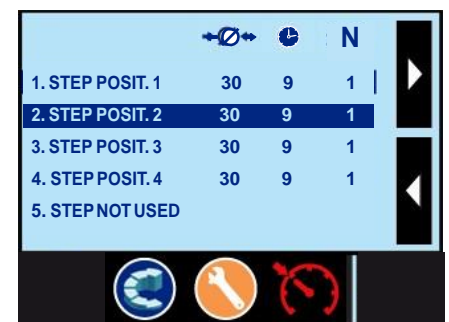 N
1. STEP POSIT. 1 30 9 1
2. STEP POSIT. 2 30 9 1
3. STEP POSIT. 3 30 9 1
4. STEP POSIT. 4 30 9 1
5. STEP NOT USED